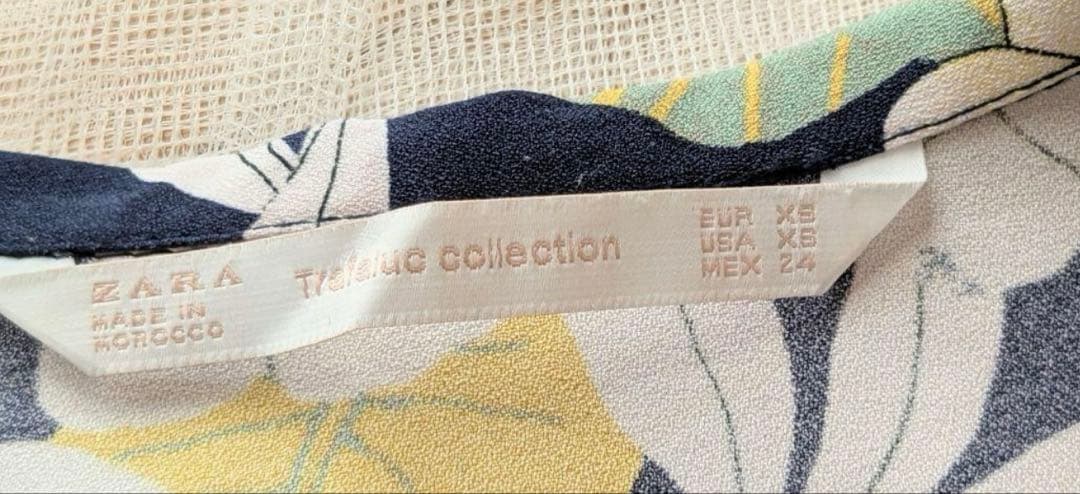 ZARA
MADE IN
MOROCCO
Trafaluc collection
EUR XS
USA XS
MEX 24